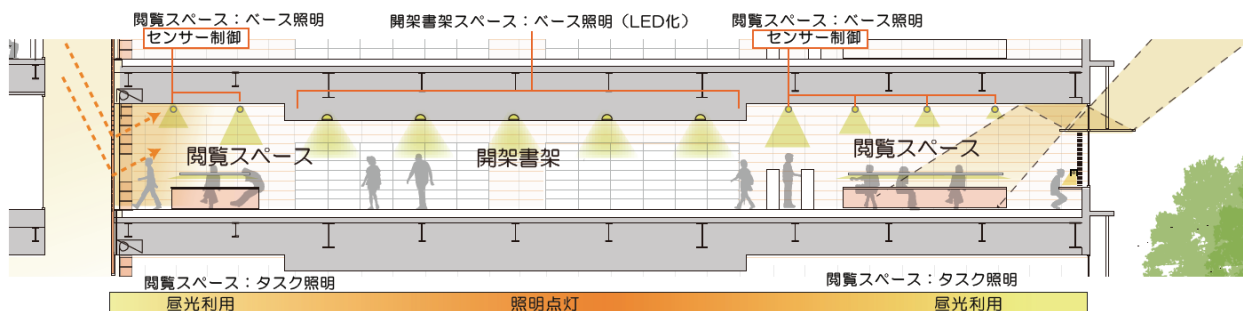 閲覧スペース：ベース照明
センサー制御
開架書架スペース：ベース照明（LED化）
閲覧スペース：ベース照明
センサー制御
閲覧スペース
開架書架
閲覧スペース
閲覧スペース：タスク照明
閲覧スペース：タスク照明
昼光利用
照明点灯
昼光利用